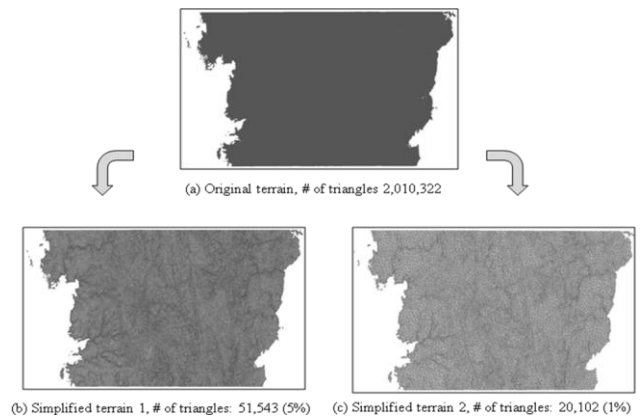 (a) Original terrain, # of triangles 2,010,322
(b) Simplified terrain 1, # of triangles: 51,543 (5%)
(c) Simplified terrain 2, # of triangles: 20,102 (1%)